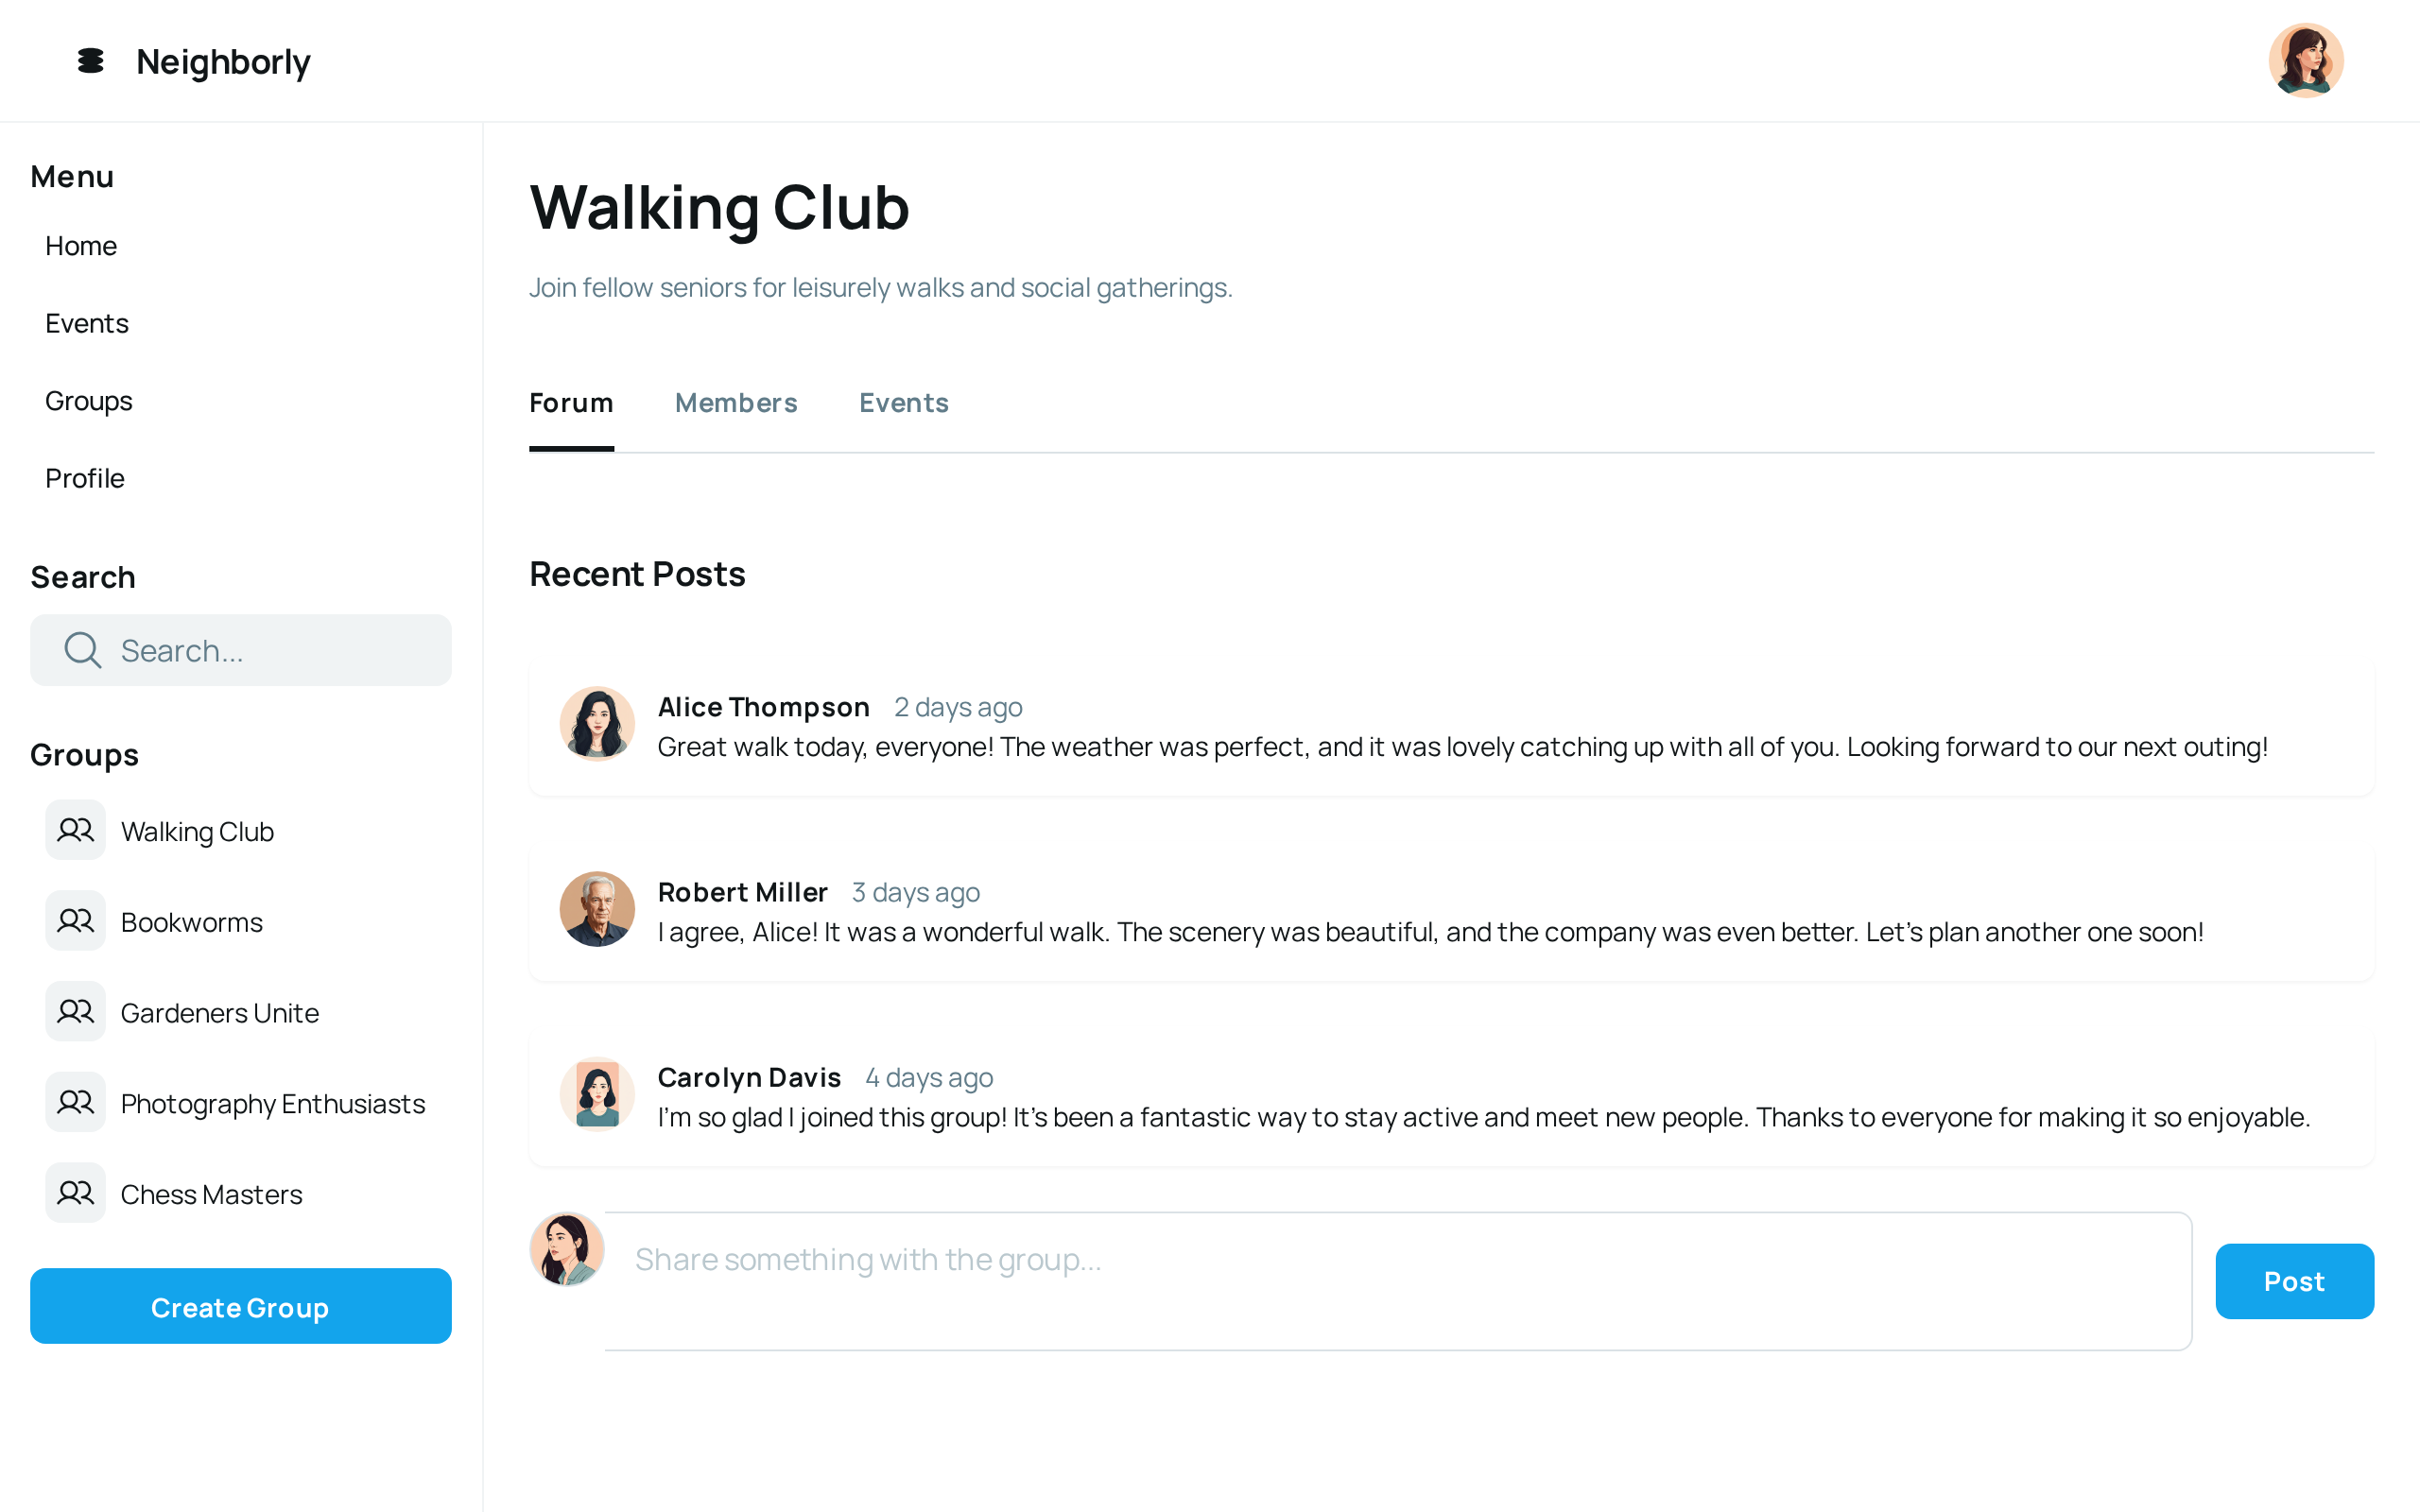 Neighborly
Menu
Home
Events
Groups
Profile
Search
Search...
Groups
Walking Club
Bookworms
Gardeners Unite
Photography Enthusiasts
Chess Masters
Create Group
Walking Club
Join fellow seniors for leisurely walks and social gatherings.
Forum Members Events
Recent Posts
Alice Thompson 2 days ago
Great walk today, everyone! The weather was perfect, and it was lovely catching up with all of you. Looking forward to our next outing!
Robert Miller 3 days ago
I agree, Alice! It was a wonderful walk. The scenery was beautiful, and the company was even better. Let’s plan another one soon!
Carolyn Davis 4 days ago
I’m so glad I joined this group! It’s been a fantastic way to stay active and meet new people. Thanks to everyone for making it so enjoyable.
Share something with the group...
Post